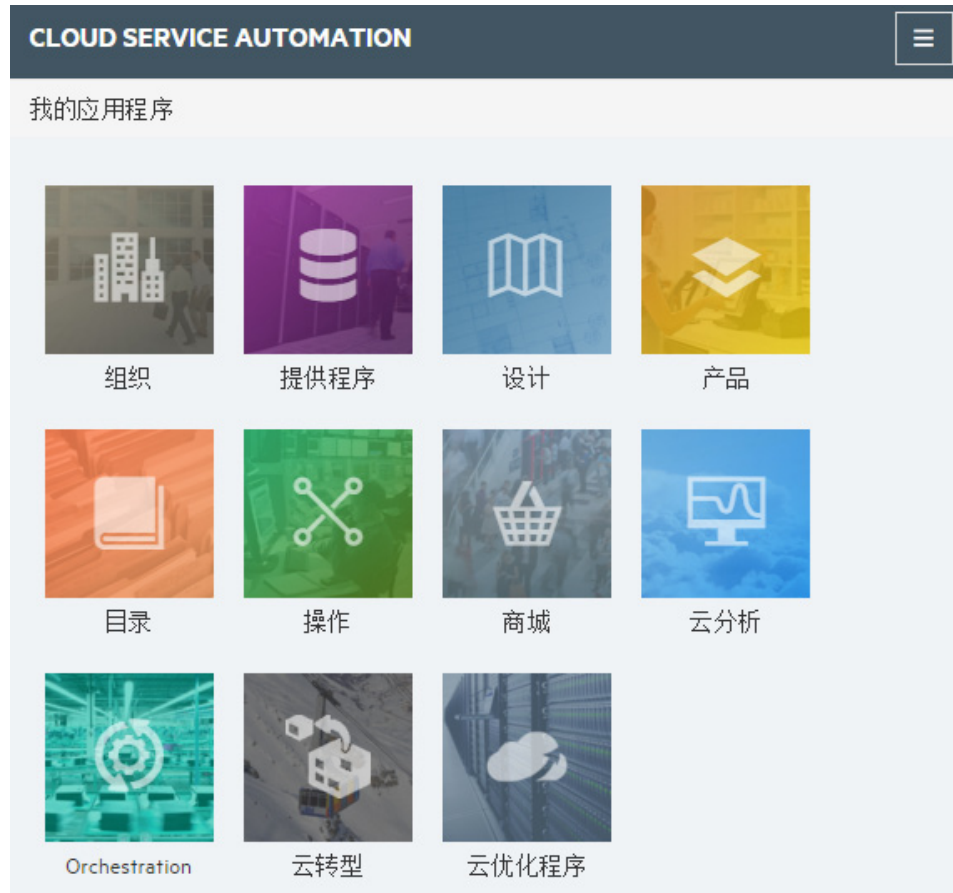 CLOUD SERVICE AUTOMATION
我的应用程序
组织 提供程序 设计 产品
目录 操作 商城 云分析
Orchestration 云转型 云优化程序